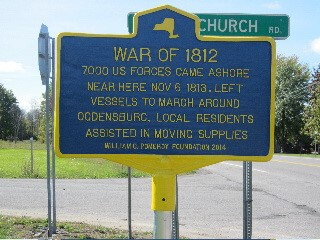 CHURCH RD.
WAR OF 1812
7000 US FORCES CAME ASHORE
NEAR HERE NOV 6 1813. LEFT
VESSELS TO MARCH AROUND
OGDENSBURG. LOCAL RESIDENTS
ASSISTED IN MOVING SUPPLIES
WILLIAM G. POMEROY FOUNDATION 2014